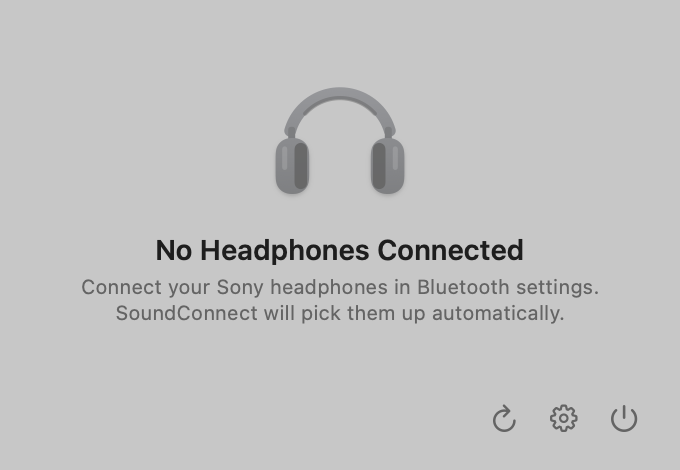 No Headphones Connected
Connect your Sony headphones in Bluetooth settings.
SoundConnect will pick them up automatically.